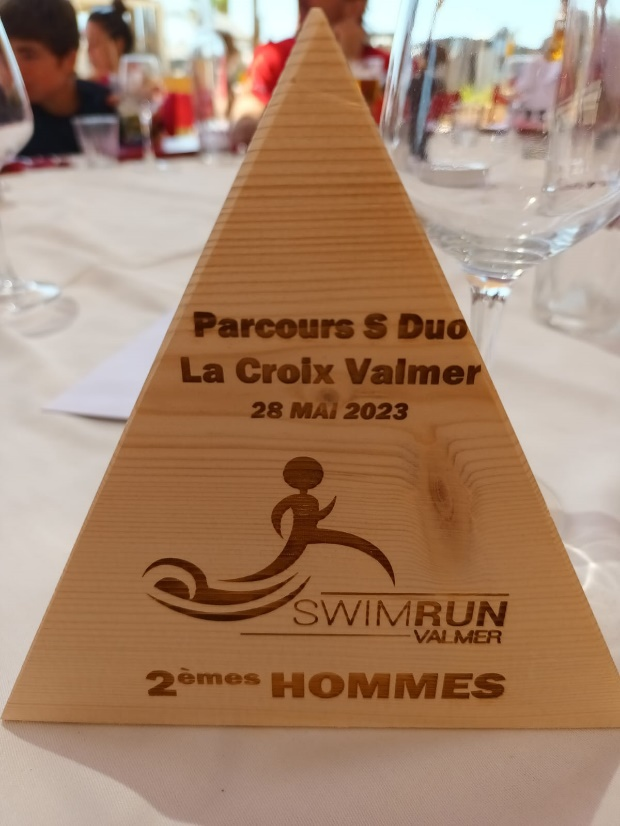 Parcours S Duo
La Croix Valmer
28 MAI 2023
SWIMRUN
VALMER
2èmes HOMMES